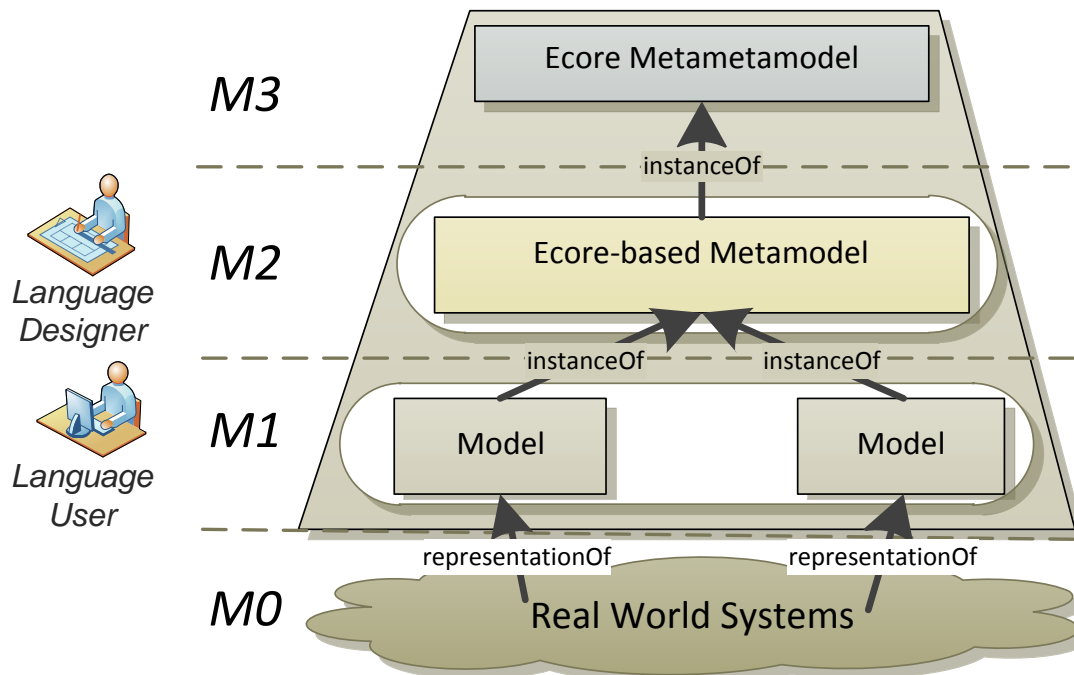 Ecore Metametamodel
M3
instanceOf
Ecore-based Metamodel
M2
Language
Designer
instanceOf
instanceOf
Model
Model
M1
Language
User
representationOf
representationOf
Real World Systems
M0